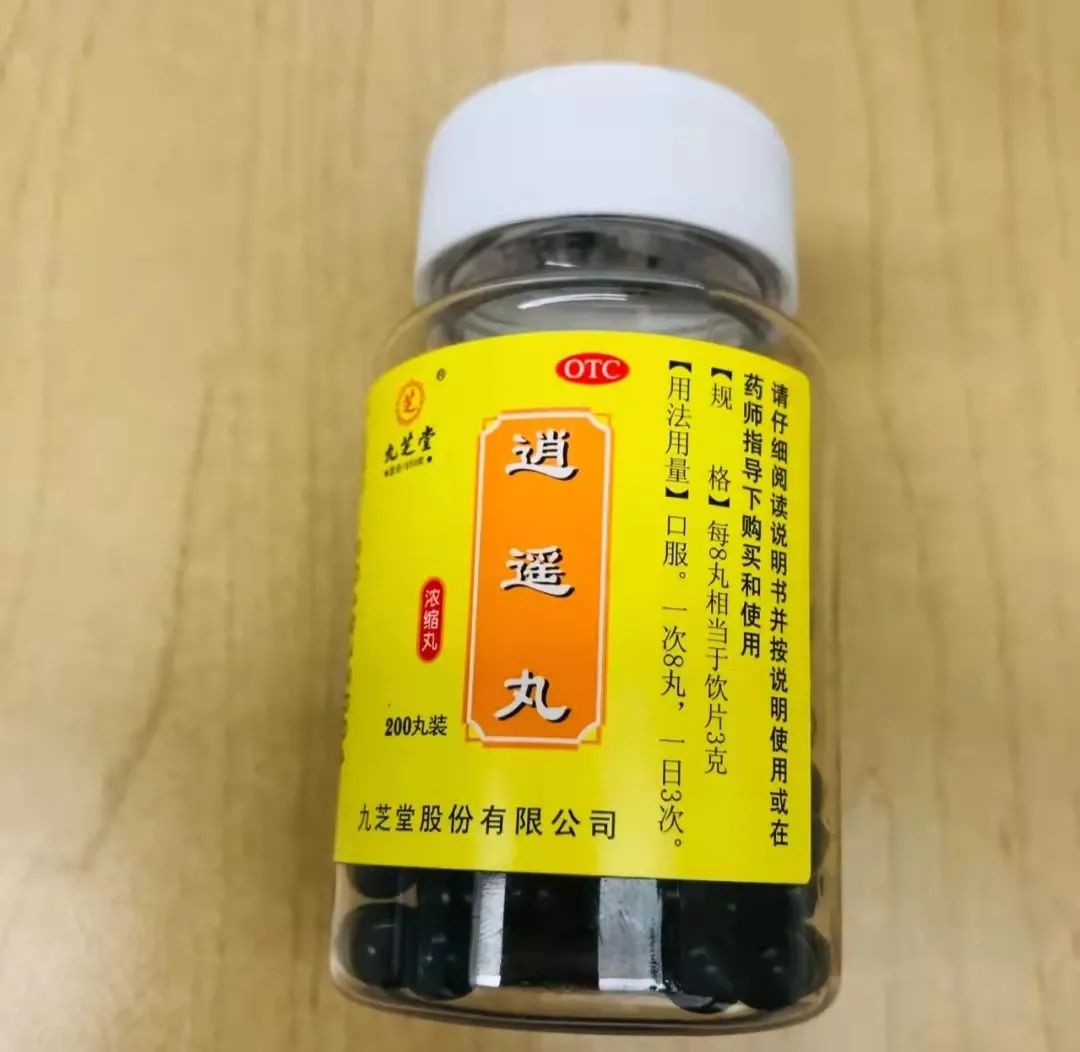 OTC
芝
®
九芝堂
浓缩丸
200丸装
逍遥丸
九芝堂股份有限公司
请仔细阅读说明书并按说明使用或在
药师指导下购买和使用
【规 格】每8丸相当于饮片3克
【用法用量】口服。一次8丸，一日3次。